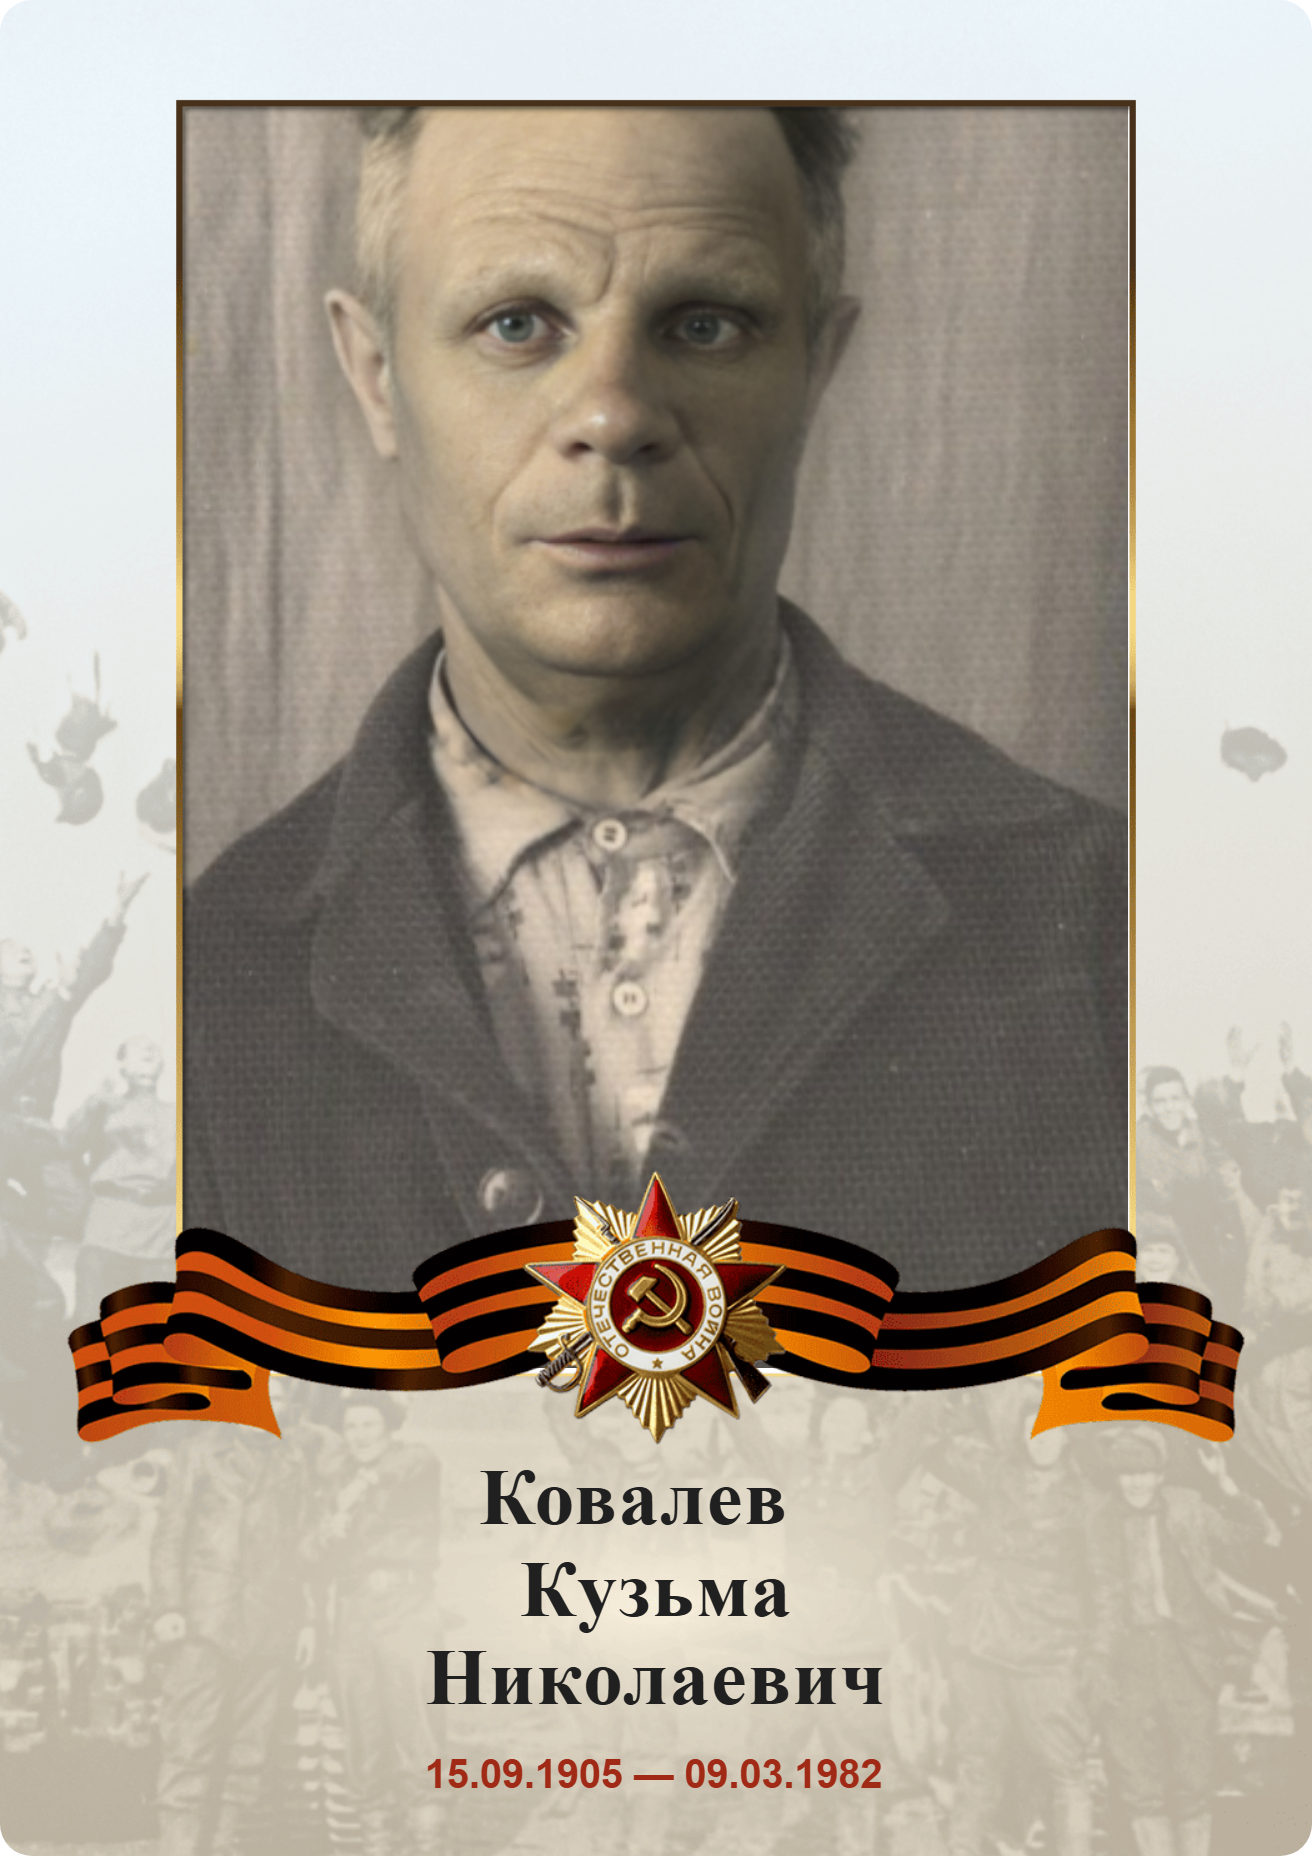 ОТЕЧЕСТВЕННАЯ ВОЙНА
Ковалев
Кузьма
Николаевич
15.09.1905 — 09.03.1982